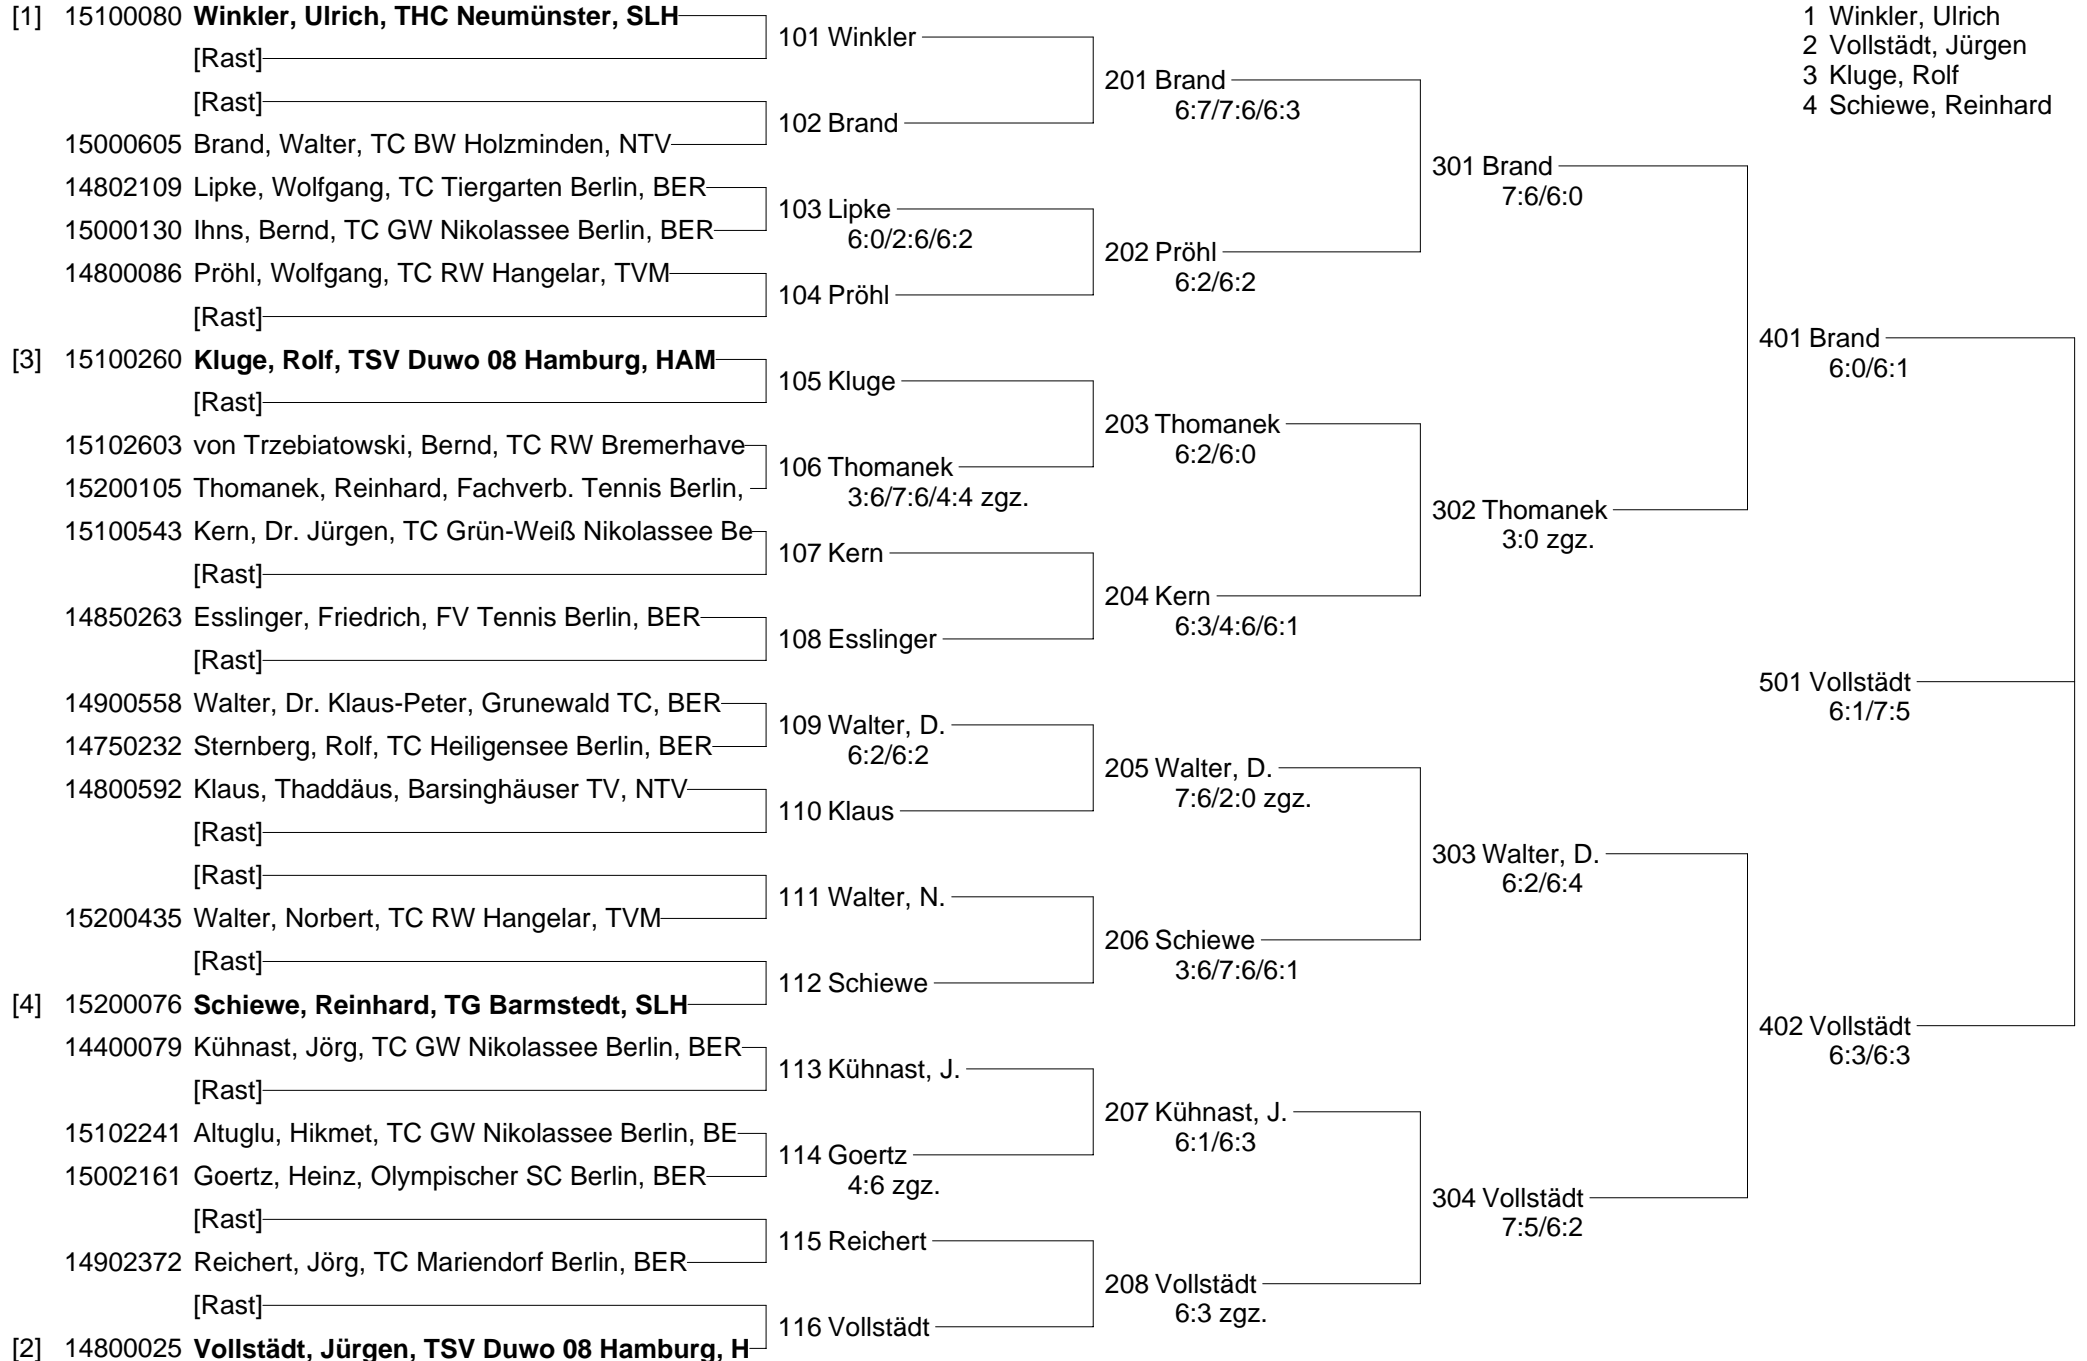 [1] 15100080 Winkler, Ulrich, THC Neumünster, SLH
[Rast]
[Rast]
15000605 Brand, Walter, TC BW Holzminden, NTV
14802109 Lipke, Wolfgang, TC Tiergarten Berlin, BER
15000130 Ihns, Bernd, TC GW Nikolassee Berlin, BER
14800086 Pröhl, Wolfgang, TC RW Hangelar, TVM
[Rast]
[3] 15100260 Kluge, Rolf, TSV Duwo 08 Hamburg, HAM
[Rast]
15102603 von Trzebiatowski, Bernd, TC RW Bremerhave
15200105 Thomanek, Reinhard, Fachverb. Tennis Berlin,
15100543 Kern, Dr. Jürgen, TC Grün-Weiß Nikolassee Be
[Rast]
14850263 Esslinger, Friedrich, FV Tennis Berlin, BER
[Rast]
14900558 Walter, Dr. Klaus-Peter, Grunewald TC, BER
14750232 Sternberg, Rolf, TC Heiligensee Berlin, BER
14800592 Klaus, Thaddäus, Barsinghäuser TV, NTV
[Rast]
[Rast]
15200435 Walter, Norbert, TC RW Hangelar, TVM
[Rast]
[4] 15200076 Schiewe, Reinhard, TG Barmstedt, SLH
14400079 Kühnast, Jörg, TC GW Nikolassee Berlin, BER
[Rast]
15102241 Altuglu, Hikmet, TC GW Nikolassee Berlin, BE
15002161 Goertz, Heinz, Olympischer SC Berlin, BER
[Rast]
14902372 Reichert, Jörg, TC Mariendorf Berlin, BER
[Rast]
[2] 14800025 Vollstädt, Jürgen, TSV Duwo 08 Hamburg, H
101 Winkler
102 Brand
103 Lipke
6:0/2:6/6:2
104 Pröhl
105 Kluge
106 Thomanek
3:6/7:6/4:4 zgz.
107 Kern
108 Esslinger
109 Walter, D.
6:2/6:2
110 Klaus
111 Walter, N.
112 Schiewe
113 Kühnast, J.
114 Goertz
4:6 zgz.
115 Reichert
116 Vollstädt
201 Brand
6:7/7:6/6:3
202 Pröhl
6:2/6:2
203 Thomanek
6:2/6:0
204 Kern
6:3/4:6/6:1
205 Walter, D.
7:6/2:0 zgz.
206 Schiewe
3:6/7:6/6:1
207 Kühnast, J.
6:1/6:3
208 Vollstädt
6:3 zgz.
301 Brand
7:6/6:0
302 Thomanek
3:0 zgz.
303 Walter, D.
6:2/6:4
304 Vollstädt
7:5/6:2
401 Brand
6:0/6:1
402 Vollstädt
6:3/6:3
501 Vollstädt
6:1/7:5
1 Winkler, Ulrich
2 Vollstädt, Jürgen
3 Kluge, Rolf
4 Schiewe, Reinhard